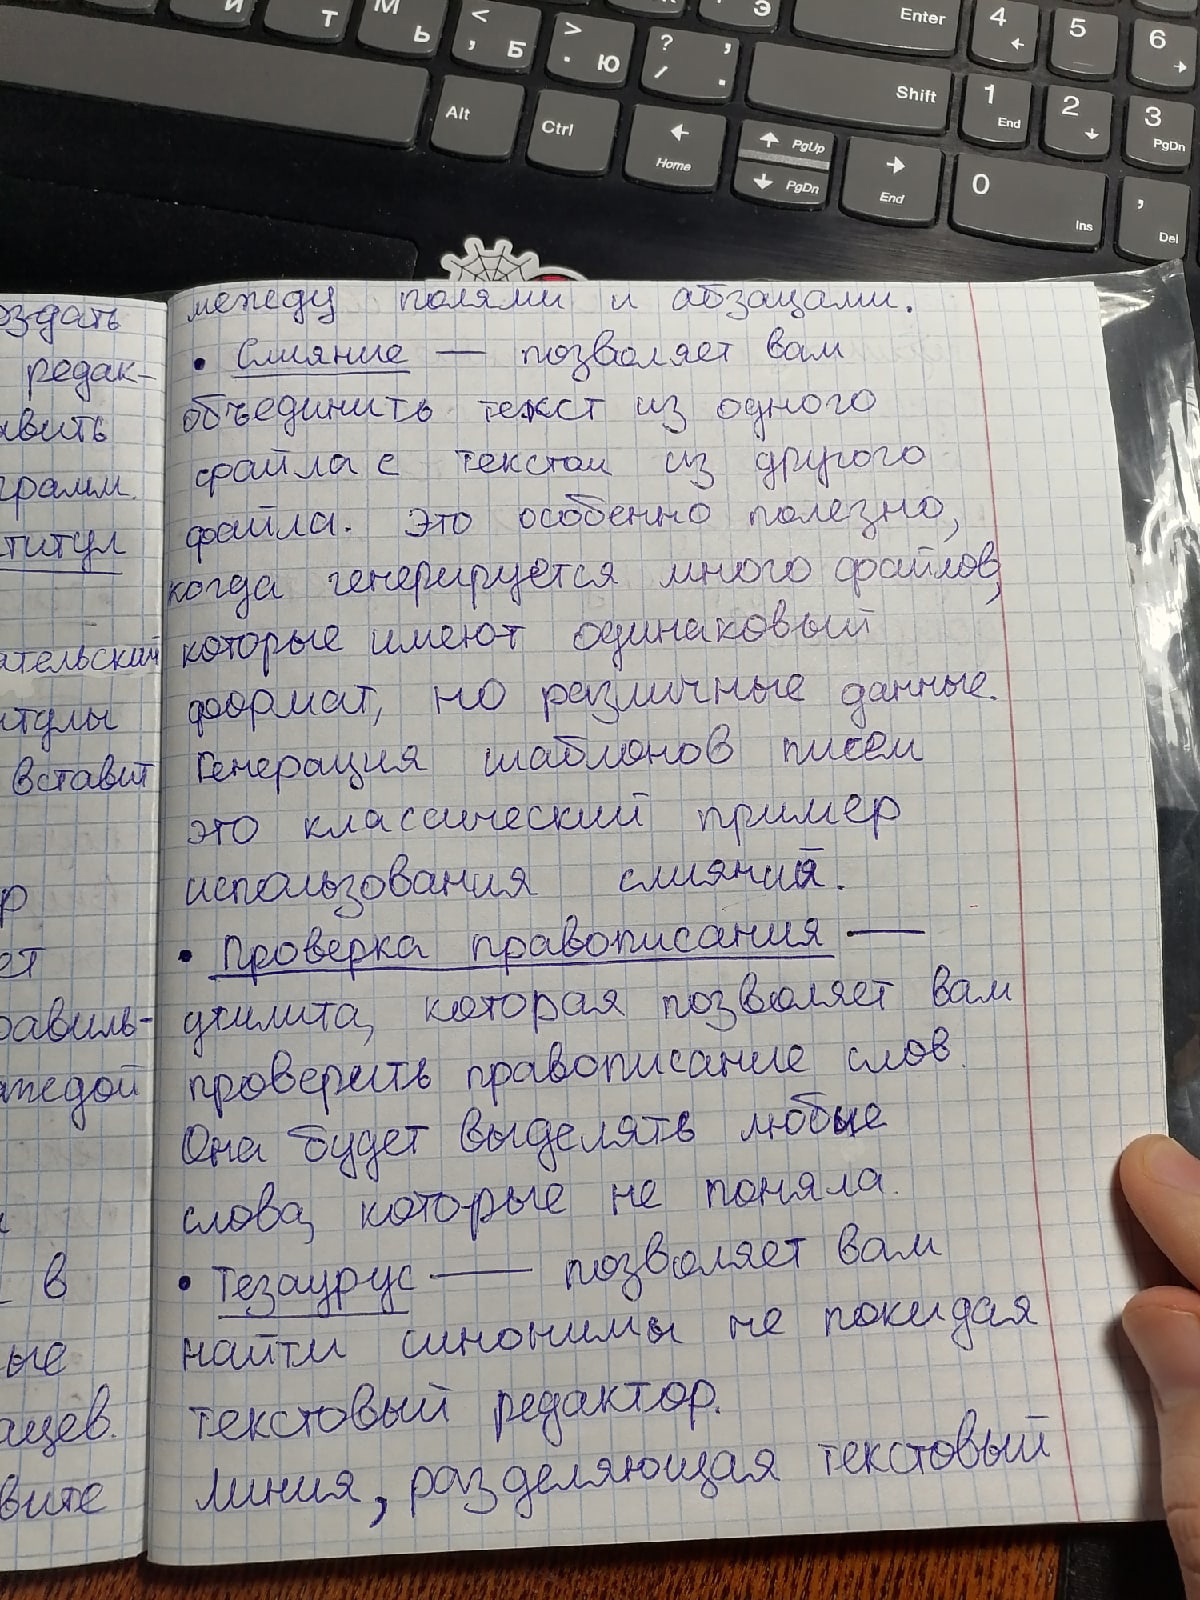 И
Т
М
Ь
<
,
Б
>
.
Ю
?
/
,
.
Э
Enter
4
5
6
Alt
Ctrl
Home
PgUp
PgDn
Shift
End
1
End
2
3
PgDn
0
Ins
,
Del
оздать
редак-
авить
грамм.
титул
ательский
итулы
вставит
р
ет
равиль-
аждой
в
ые
ацев.
вите
между полями и абзацами.
• Слияние — позволяет вам
объединить текст из одного
файла с текстом из другого
файла. Это особенно полезно,
когда генерируется много файлов,
которые имеют одинаковый
формат, но различные данные.
Генерация шаблонов писем
это классический пример
использования слияния.
• Проверка правописания —
утилита, которая позволяет вам
проверить правописание слов.
Она будет выделять любые
слова, которые не поняла.
• Тезаурус — позволяет вам
найти синонимы не покидая
текстовый редактор.
Линия, разделяющая текстовый